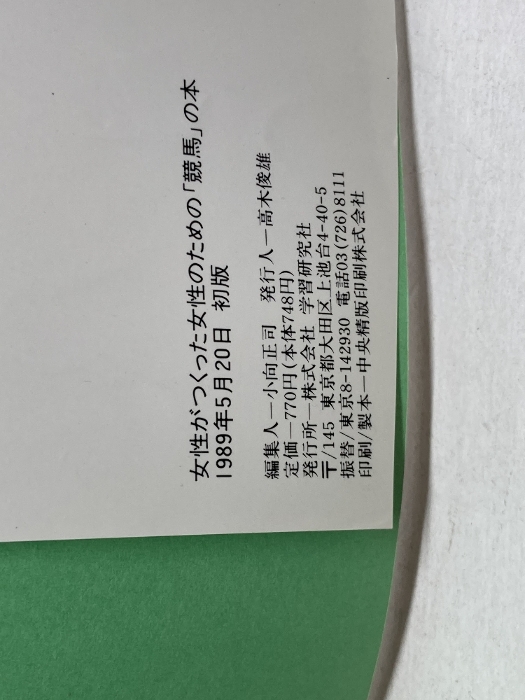 女性がつくった女性のための「競馬」の本
1989年5月20日 初版
編集人―小向正司 発行人―高木俊雄
定価―770円(本体748円)
発行所―株式会社 学習研究社
〒/145 東京都大田区上池台4-40-5
振替/東京8-142930 電話03(726)8111
印刷/製本―中央精版印刷株式会社